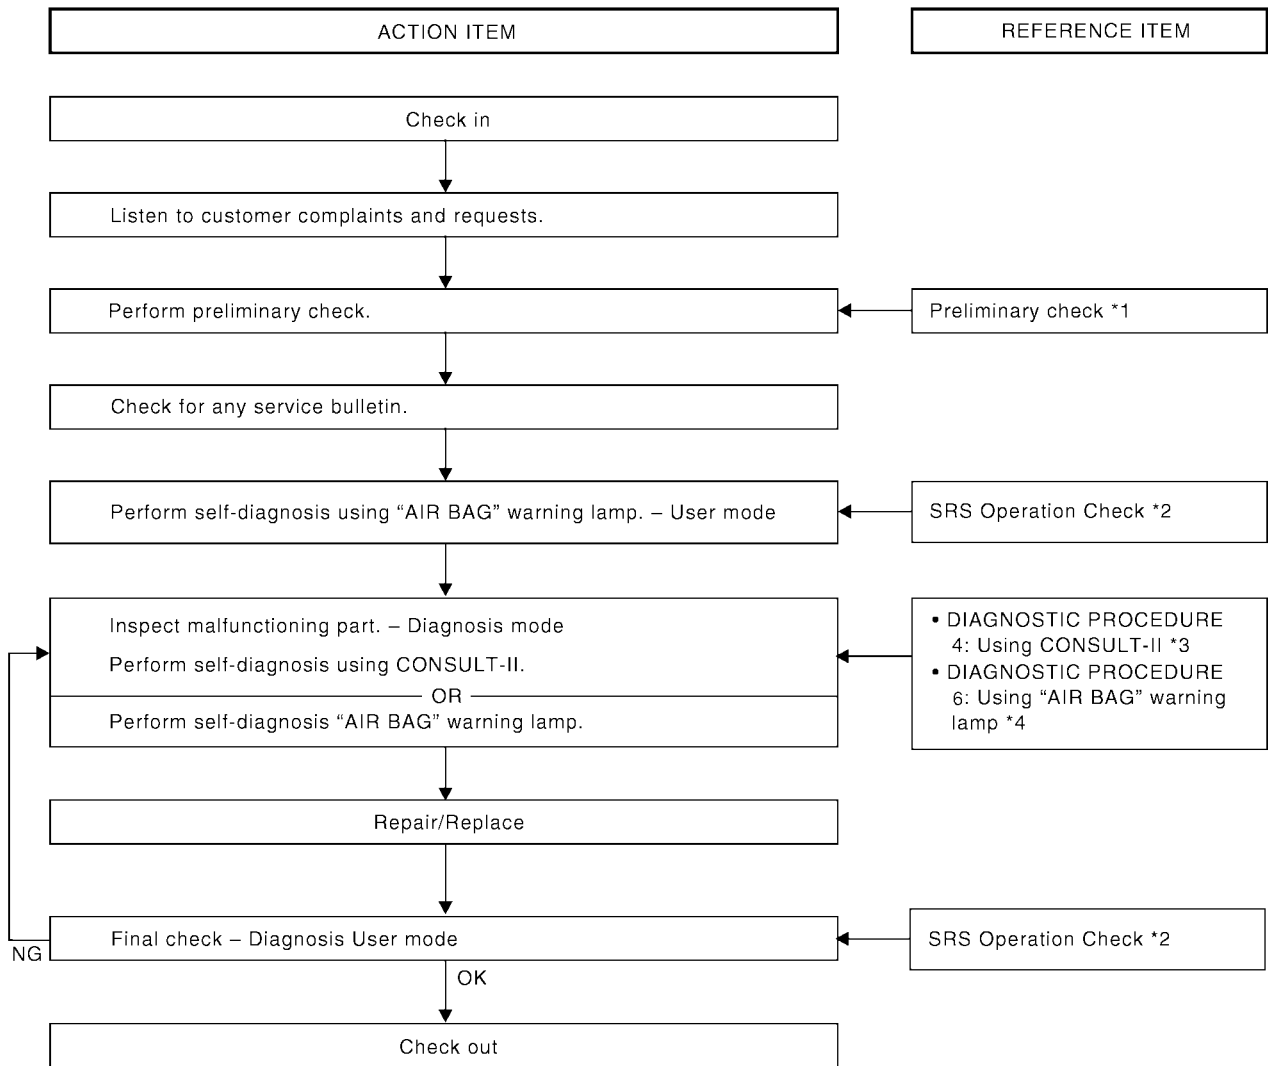 ACTION ITEM
REFERENCE ITEM
Check in
Listen to customer complaints and requests.
Perform preliminary check.
Preliminary check *1
Check for any service bulletin.
Perform self-diagnosis using “AIR BAG” warning lamp. – User mode
SRS Operation Check *2
Inspect malfunctioning part. – Diagnosis mode
Perform self-diagnosis using CONSULT-II.
OR
Perform self-diagnosis “AIR BAG” warning lamp.
• DIAGNOSTIC PROCEDURE
4: Using CONSULT-II *3
• DIAGNOSTIC PROCEDURE
6: Using “AIR BAG” warning
lamp *4
Repair/Replace
Final check – Diagnosis User mode
SRS Operation Check *2
NG
OK
Check out